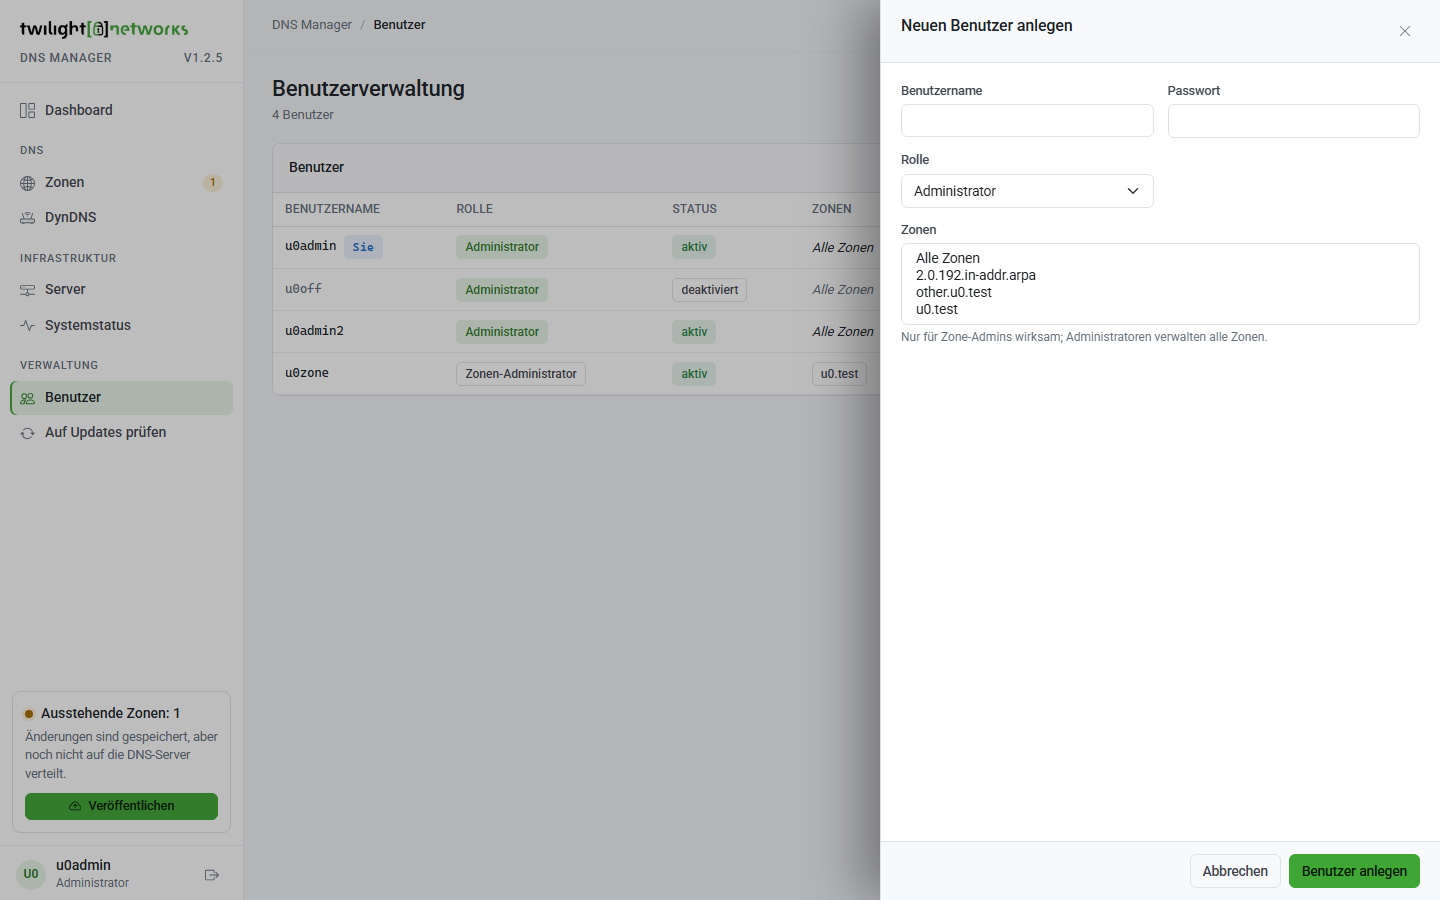 twilight[]networks
DNS MANAGER V1.2.5
Dashboard
DNS
Zonen 1
DynDNS
INFRASTRUKTUR
Server
Systemstatus
VERWALTUNG
Benutzer
Auf Updates prüfen
Ausstehende Zonen: 1
Änderungen sind gespeichert, aber
noch nicht auf die DNS-Server
verteilt.
Veröffentlichen
U0
u0admin
Administrator
DNS Manager / Benutzer
Benutzerverwaltung
4 Benutzer
Benutzer
BENUTZERNAME ROLLE STATUS ZONEN
u0admin Sie Administrator aktiv Alle Zonen
u0off Administrator deaktiviert Alle Zonen
u0admin2 Administrator aktiv Alle Zonen
u0zone Zonen-Administrator aktiv u0.test
Neuen Benutzer anlegen
Benutzername Passwort
Rolle
Administrator
Zonen
Alle Zonen
2.0.192.in-addr.arpa
other.u0.test
u0.test
Nur für Zone-Admins wirksam; Administratoren verwalten alle Zonen.
Abbrechen Benutzer anlegen